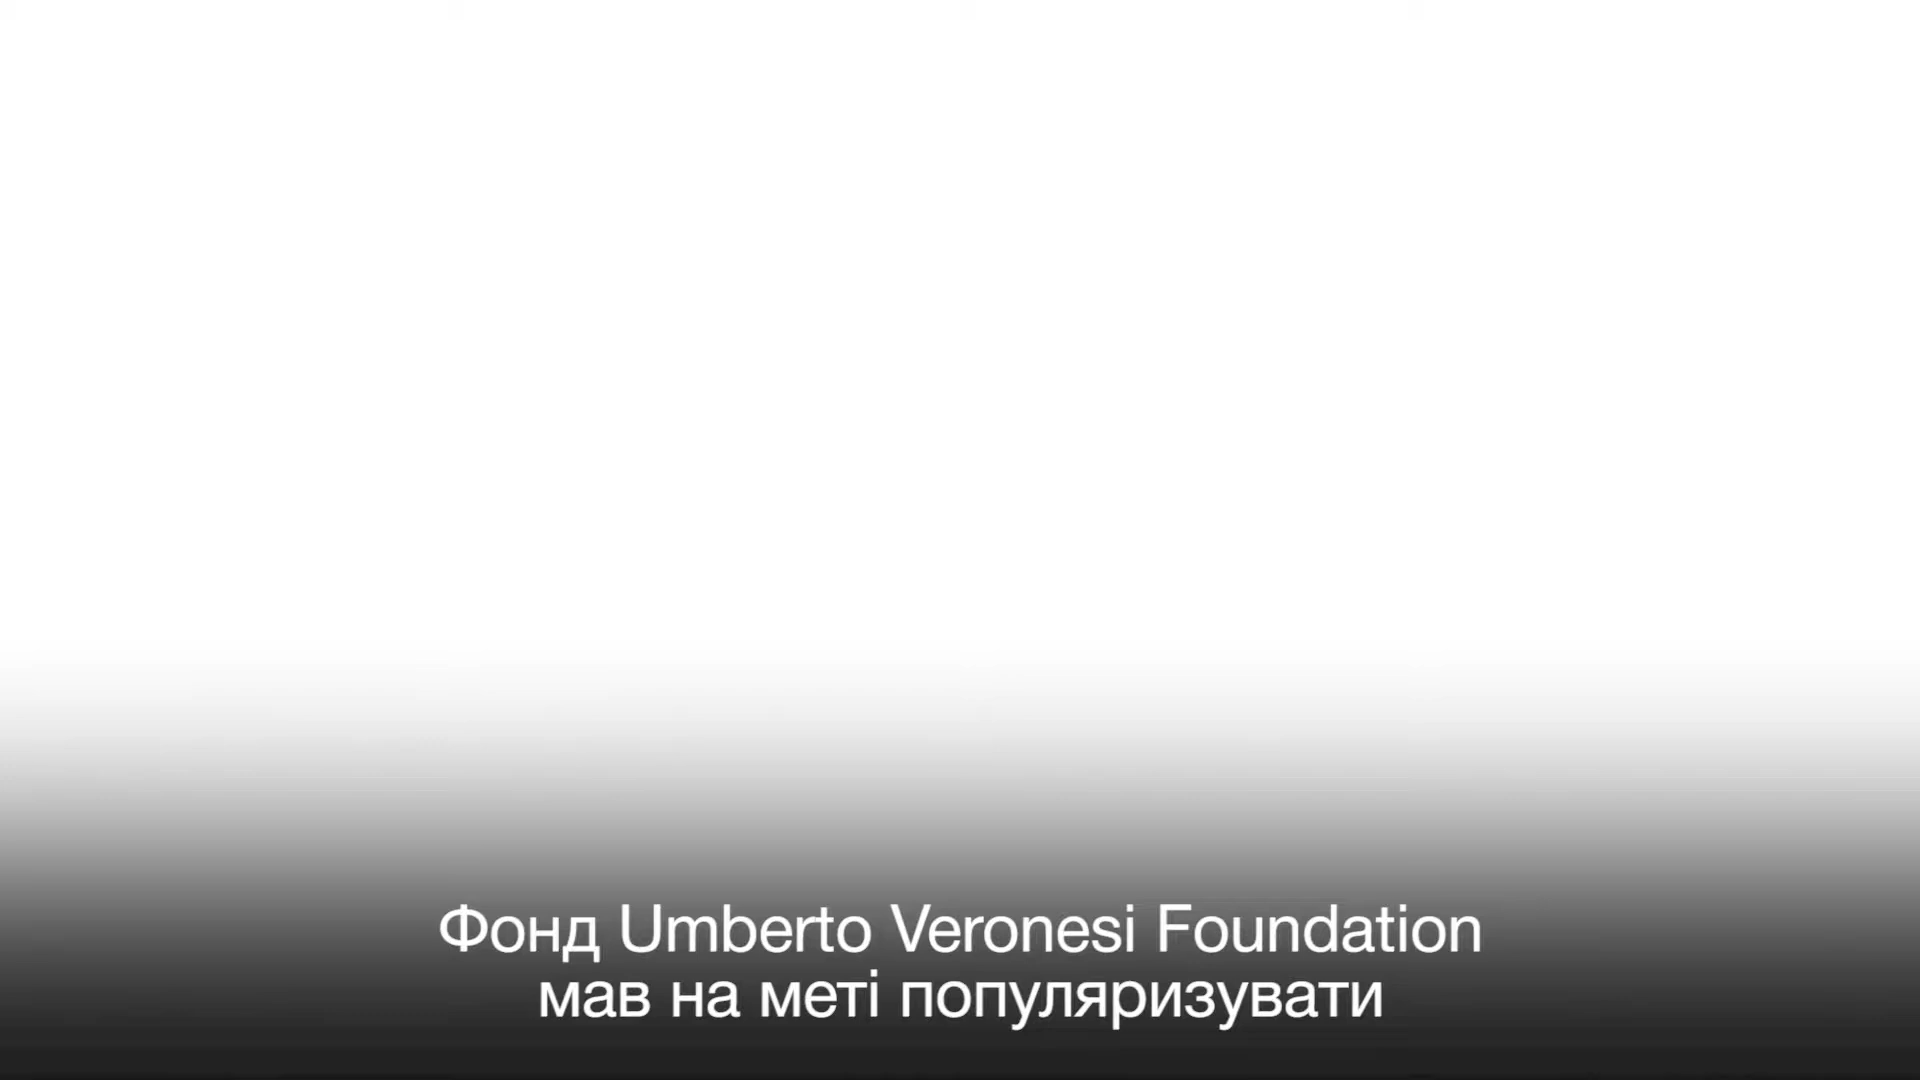 Фонд Umberto Veronesi Foundation
мав на меті популяризувати